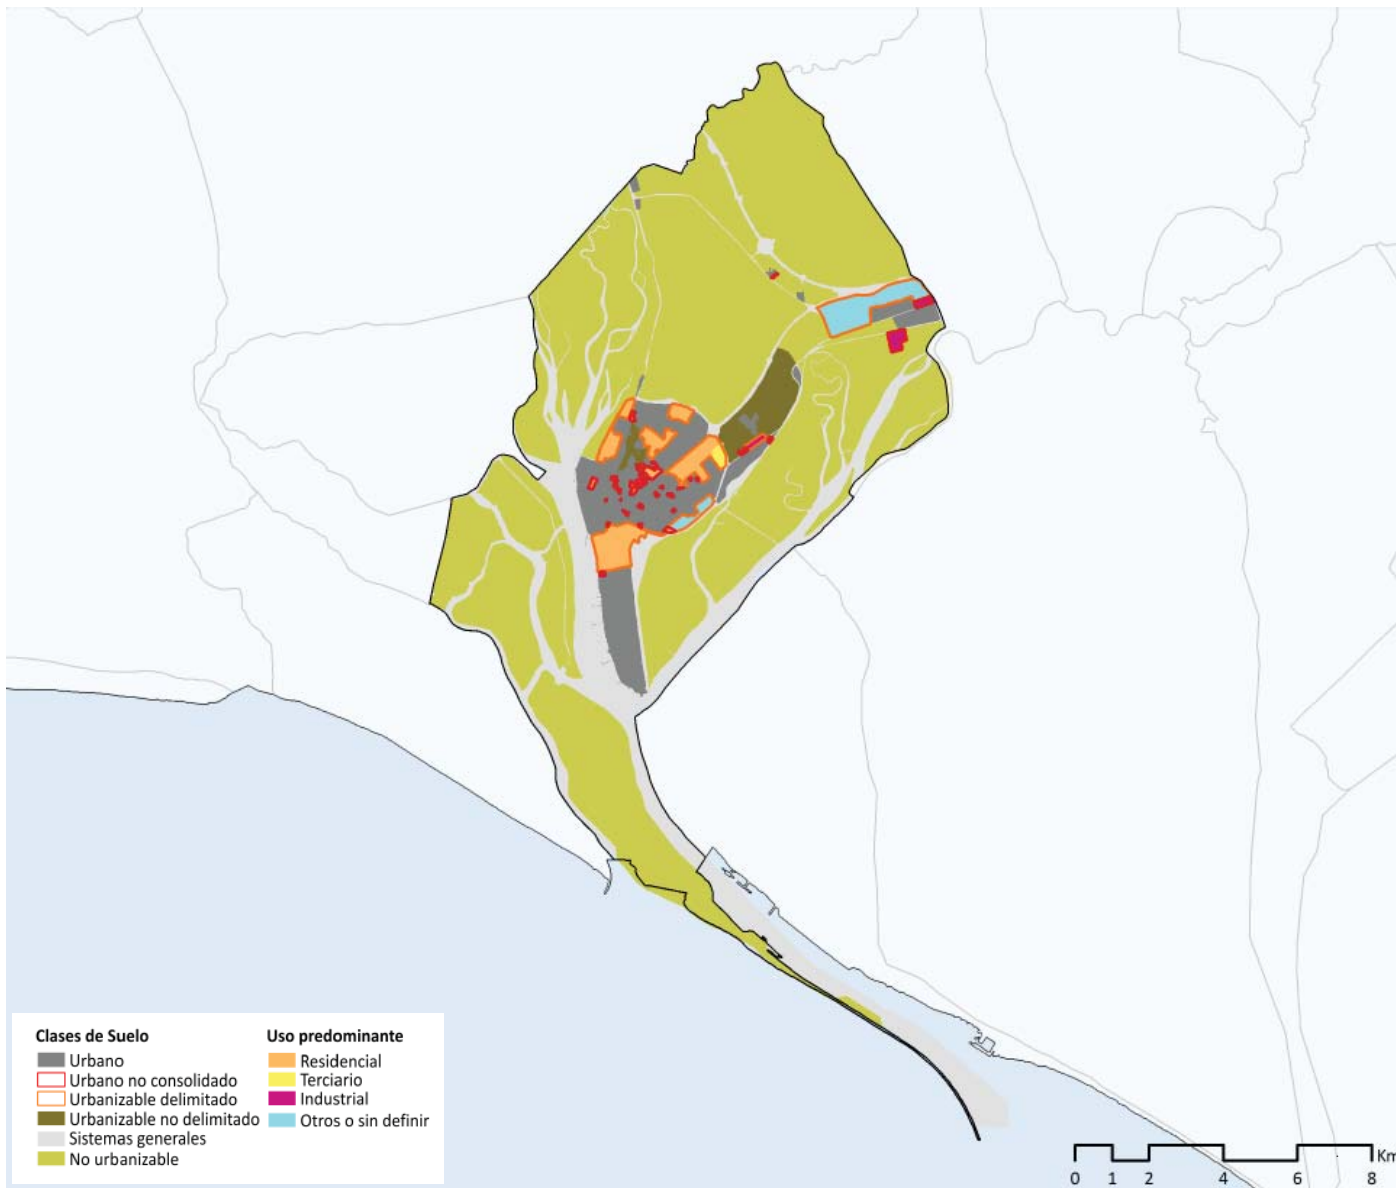 Clases de Suelo
Urbano
Urbano no consolidado
Urbanizable delimitado
Urbanizable no delimitado
Sistemas generales
No urbanizable
Uso predominante
Residencial
Terciario
Industrial
Otros o sin definir
Km
0 1 2 4 6 8